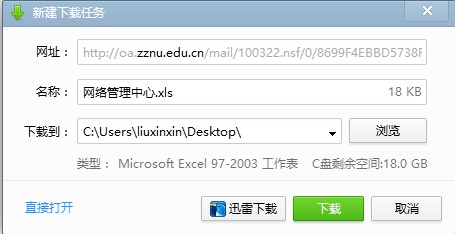 新建下载任务
网址： http://oa.zznu.edu.cn/mail/100322.nsf/0/8699F4EBBD5738F
名称： 网络管理中心.xls 18 KB
下载到： C:\Users\liuxinxin\Desktop\ 浏览
类型： Microsoft Excel 97-2003 工作表 C盘剩余空间:18.0 GB
直接打开 迅雷下载 下载 取消